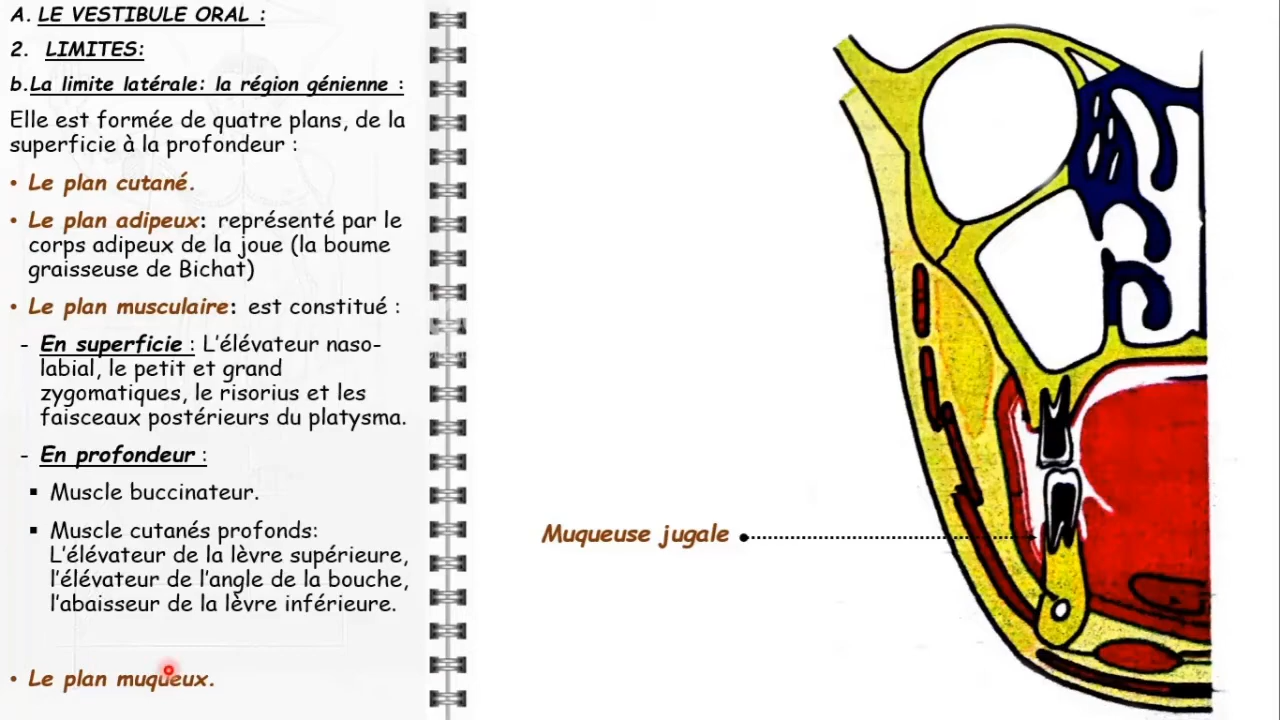 A. LE VESTIBULE ORAL :
2. LIMITES:
b.La limite latérale: la région génienne :
Elle est formée de quatre plans, de la
superficie à la profondeur :
• Le plan cutané.
• Le plan adipeux: représenté par le
corps adipeux de la joue (la boume
graisseuse de Bichat)
• Le plan musculaire: est constitué :
- En superficie : L'élévateur naso-
labial, le petit et grand
zygomatiques, le risorius et les
faisceaux postérieurs du platysma.
- En profondeur :
▪ Muscle buccinateur.
▪ Muscle cutanés profonds:
L'élévateur de la lèvre supérieure,
l'élévateur de l'angle de la bouche,
l'abaisseur de la lèvre inférieure.
• Le plan muqueux.
Muqueuse jugale